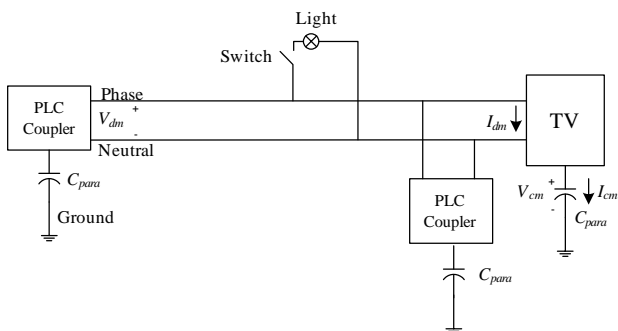 Light
Switch
Phase
PLC
Coupler
V_dm
+
-
Neutral
I_dm
TV
C_para
Ground
PLC
Coupler
V_cm
+
-
I_cm
C_para
C_para